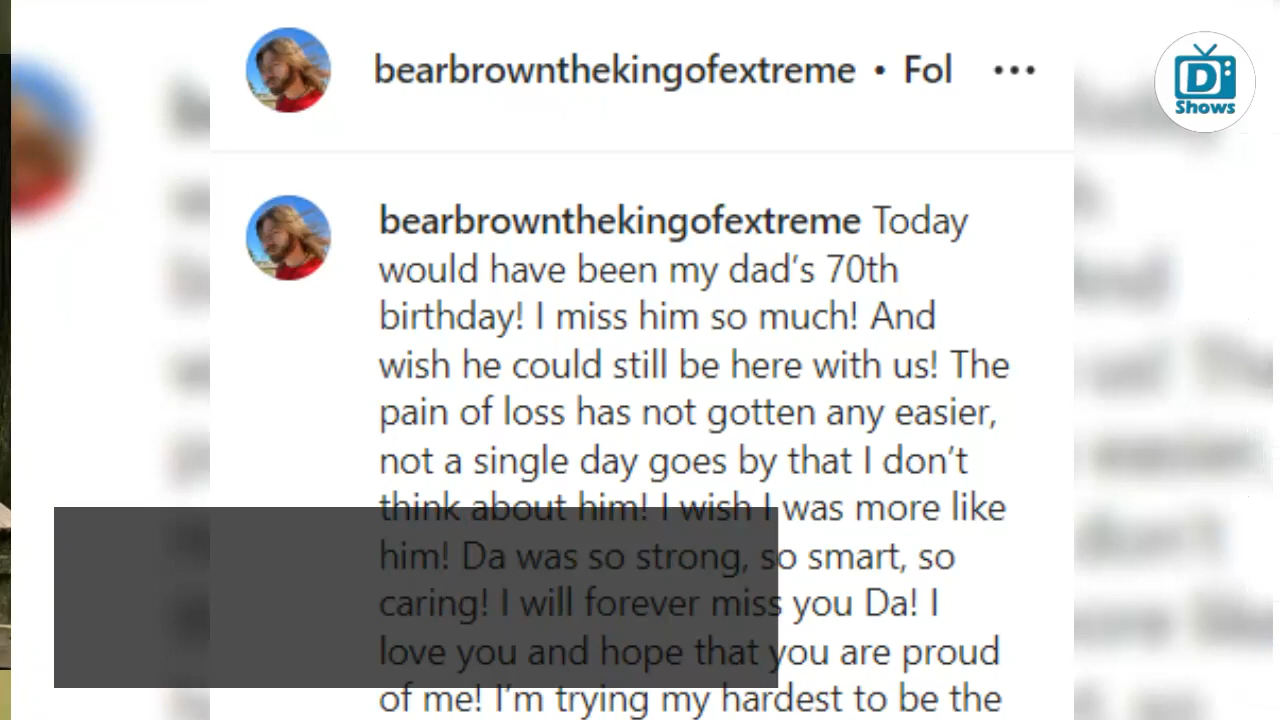 bearbrownthekingofextreme • Fol •••
D
Shows
bearbrownthekingofextreme Today
would have been my dad's 70th
birthday! I miss him so much! And
wish he could still be here with us! The
pain of loss has not gotten any easier,
not a single day goes by that I don't
think about him! I wish I was more like
him! Da was so strong, so smart, so
caring! I will forever miss you Da! I
love you and hope that you are proud
of me! I'm trying my hardest to be the